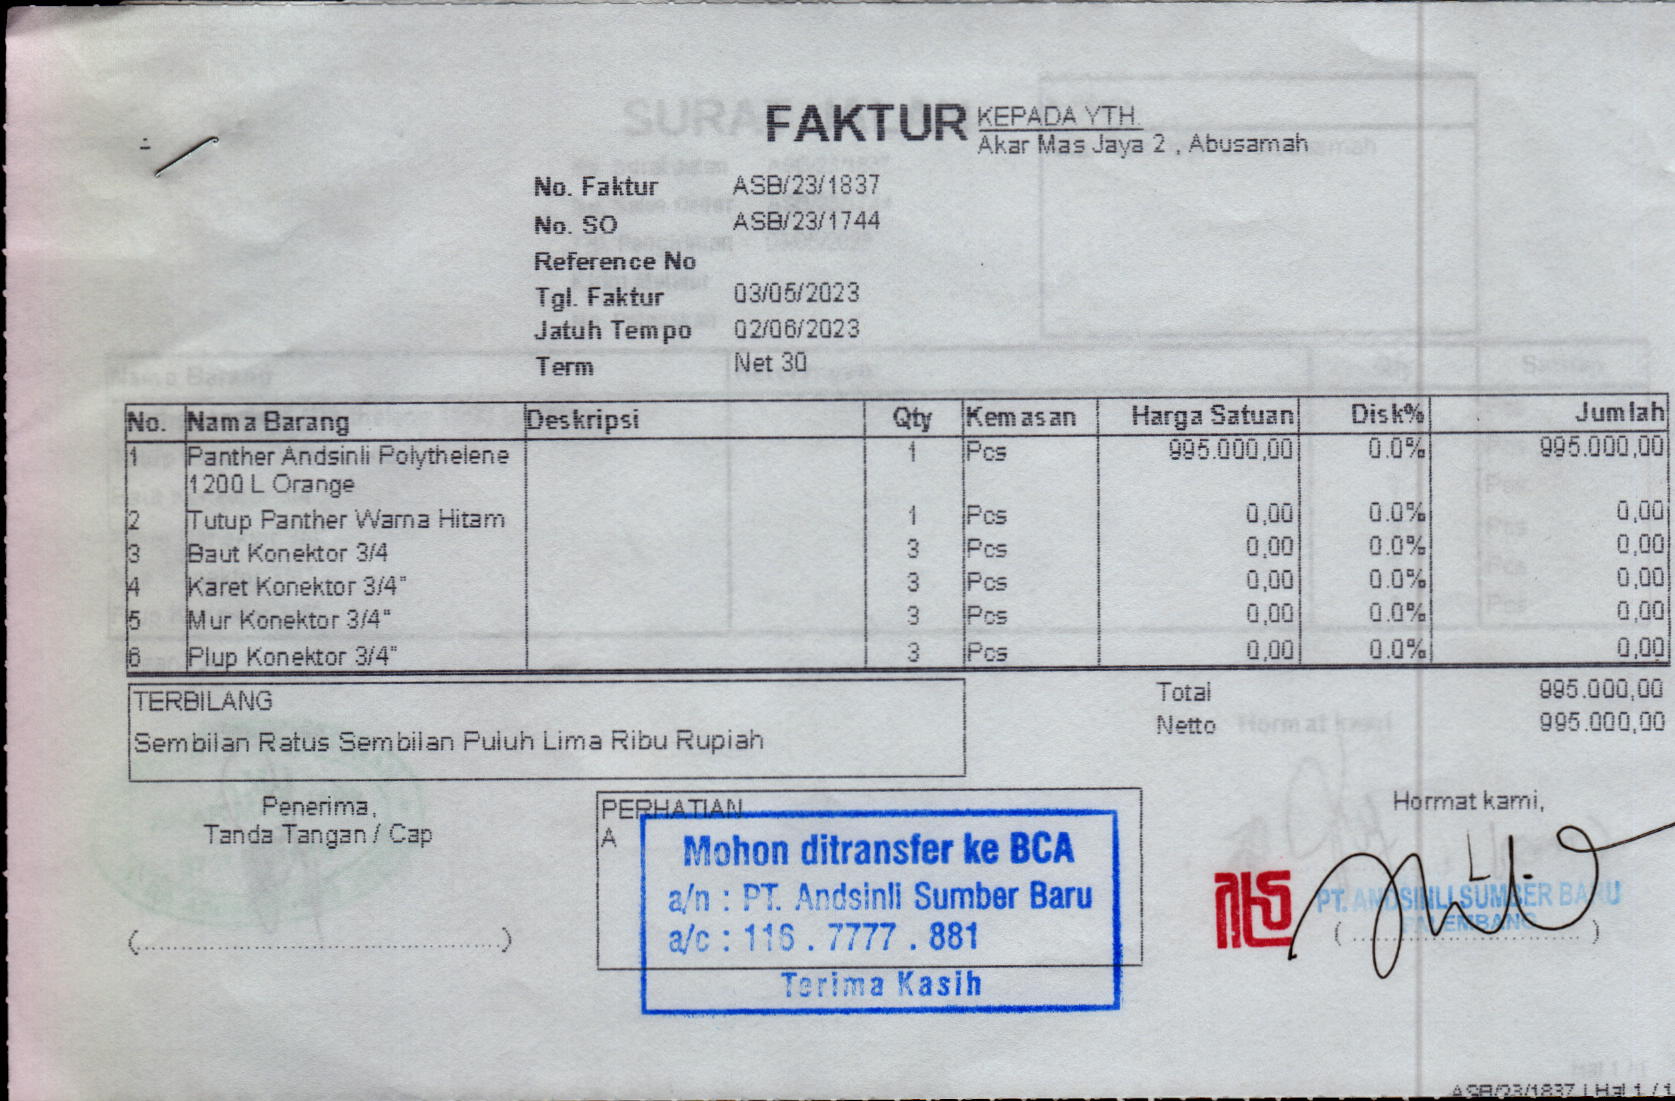 FAKTUR
KEPADA YTH.
Akar Mas Jaya 2 , Abusamah
No. Faktur ASB/23/1837
No. SO ASB/23/1744
Reference No
Tgl. Faktur 03/05/2023
Jatuh Tempo 02/06/2023
Term Net 30
No. Nama Barang Deskripsi Qty Kemasan Harga Satuan Disk% Jumlah
1 Panther Andsinli Polythelene 1 Pcs 995.000,00 0.0% 995.000,00
1200 L Orange
2 Tutup Panther Warna Hitam 1 Pcs 0,00 0.0% 0,00
3 Baut Konektor 3/4 3 Pcs 0,00 0.0% 0,00
4 Karet Konektor 3/4" 3 Pcs 0,00 0.0% 0,00
5 Mur Konektor 3/4" 3 Pcs 0,00 0.0% 0,00
6 Plup Konektor 3/4" 3 Pcs 0,00 0.0% 0,00
TERBILANG
Sembilan Ratus Sembilan Puluh Lima Ribu Rupiah
Total 995.000,00
Netto 995.000,00
Penerima,
Tanda Tangan / Cap
(..........................................)
PERHATIAN
A
Mohon ditransfer ke BCA
a/n : PT. Andsinli Sumber Baru
a/c : 116 . 7777 . 881
Terima Kasih
Hormat kami,
PT. ANDSINLI SUMBER BARU
PALEMBANG
( .......................... )
ASB/23/1837 | Hal 1 / 1